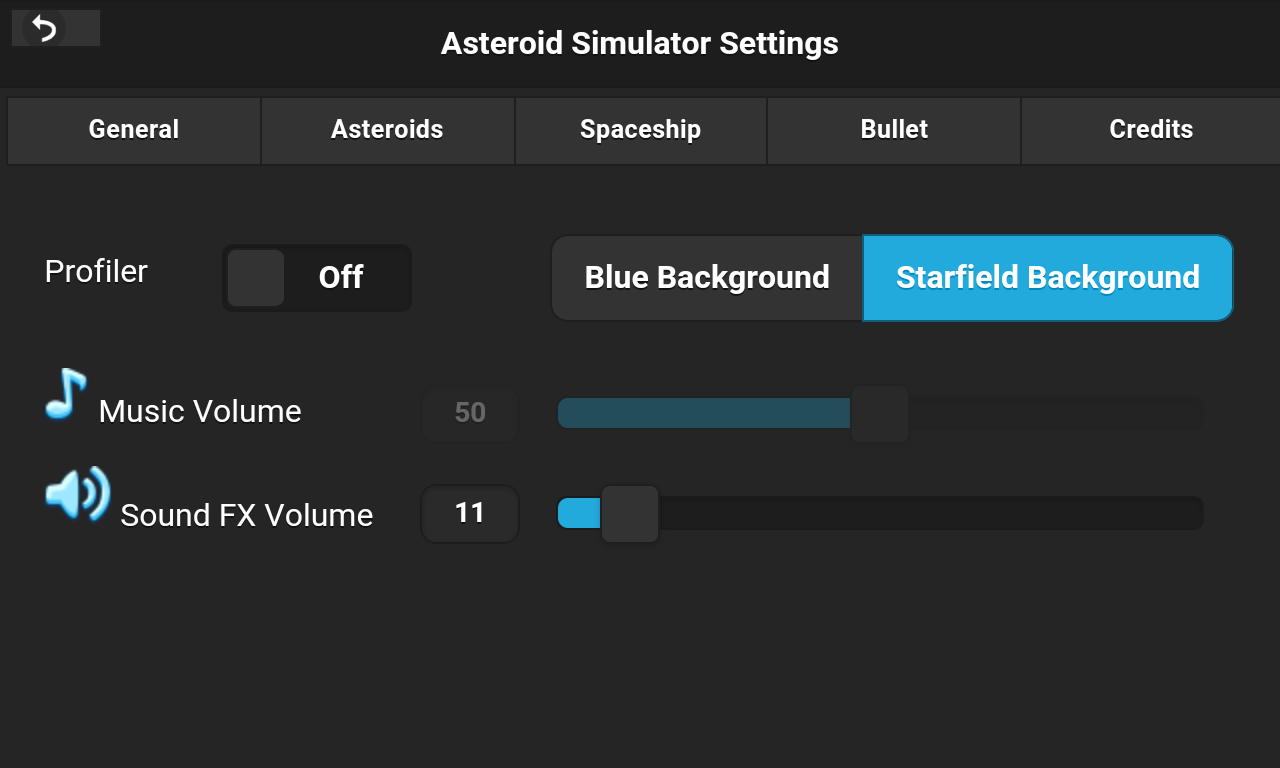 Asteroid Simulator Settings
General Asteroids Spaceship Bullet Credits
Profiler Off Blue Background Starfield Background
Music Volume 50
Sound FX Volume 11